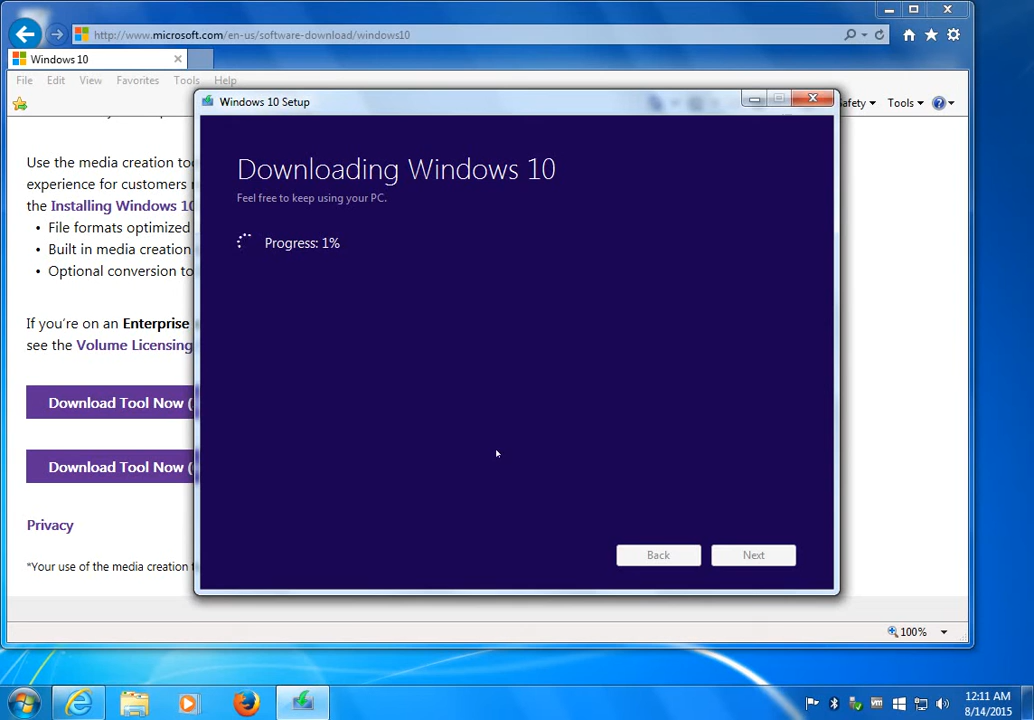 http://www.microsoft.com/en-us/software-download/windows10
Windows 10
File Edit View Favorites Tools Help
Windows 10 Setup
Tools
Use the media creation
experience for customers
the Installing Windows 10
• File formats optimized
• Built in media creation
• Optional conversion to
If you're on an Enterprise
see the Volume Licensing
Download Tool Now (
Download Tool Now (
Privacy
*Your use of the media creation
Downloading Windows 10
Feel free to keep using your PC.
Progress: 1%
Back Next
100%
12:11 AM
8/14/2015